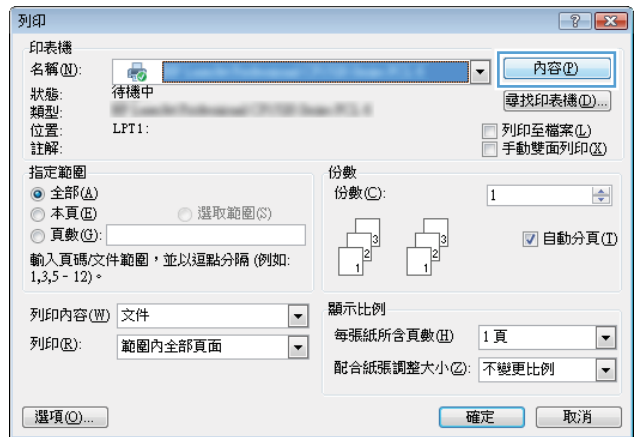 列印
印表機
名稱(N):
內容(P)
狀態: 待機中
尋找印表機(D)...
類型:
位置: LPT1:
列印至檔案(L)
註解:
手動雙面列印(X)
指定範圍
全部(A)
本頁(E) 選取範圍(S)
頁數(G):
輸入頁碼/文件範圍，並以逗點分隔 (例如:
1,3,5 - 12)。
份數
份數(C): 1
3 3
2 2
1 1
自動分頁(T)
列印內容(W) 文件
列印(R): 範圍內全部頁面
顯示比例
每張紙所含頁數(H) 1 頁
配合紙張調整大小(Z): 不變更比例
選項(O)... 確定 取消